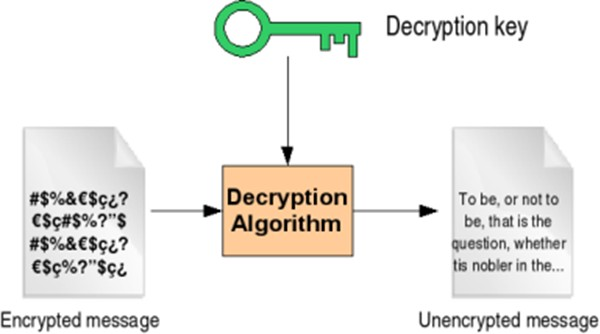 Decryption key
#$%&€$ç¿?
€$ç#$%?"$
#$%&€$ç¿?
€$ç%?"$ç¿
Decryption
Algorithm
To be, or not to
be, that is the
question, whether
tis nobler in the...
Encrypted message
Unencrypted message